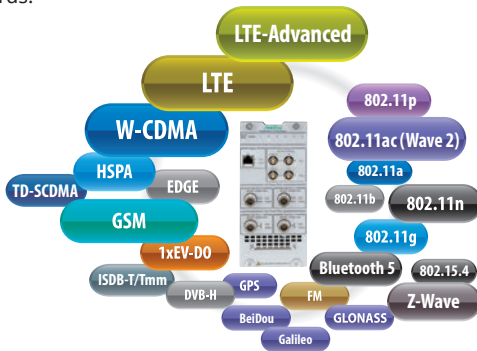 rds.
LTE-Advanced
LTE
802.11p
W-CDMA
802.11ac (Wave 2)
HSPA
802.11a
TD-SCDMA
EDGE
802.11b
802.11n
GSM
802.11g
1xEV-DO
Bluetooth 5
802.15.4
ISDB-T/Tmm
GPS
DVB-H
FM
Z-Wave
BeiDou
GLONASS
Galileo